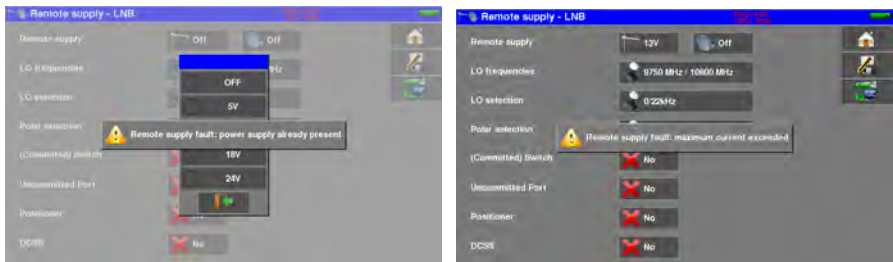 Remote supply - LNB
Remote supply
Off
Off
LO frequencies
OFF
LO selection
5V
Polar selection
Remote supply fault: power supply already present
(Committed) Switch
18V
Uncommitted Port
24V
Positioner
DCSS
No
Remote supply - LNB
Remote supply
13V
Off
LO frequencies
9750 MHz / 10600 MHz
LO selection
0/22kHz
Polar selection
Remote supply fault: maximum current exceeded
(Committed) Switch
No
Uncommitted Port
No
Positioner
No
DCSS
No